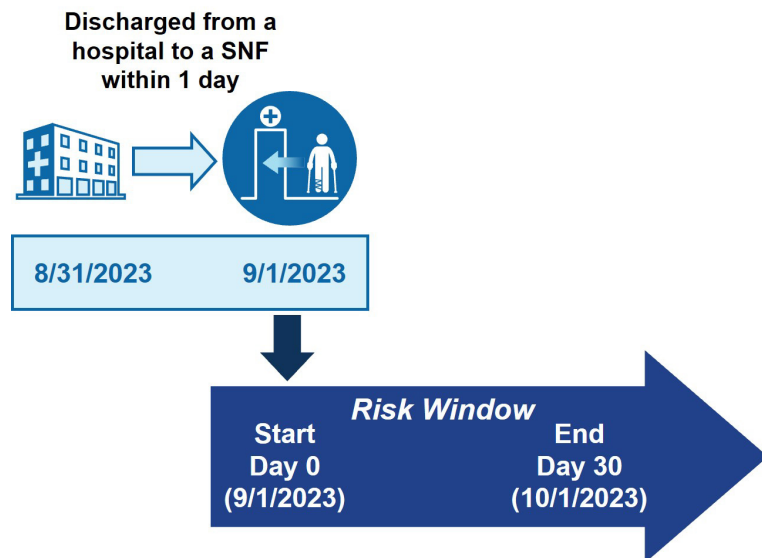 Discharged from a
hospital to a SNF
within 1 day
8/31/2023 9/1/2023
Risk Window
Start End
Day 0 Day 30
(9/1/2023) (10/1/2023)